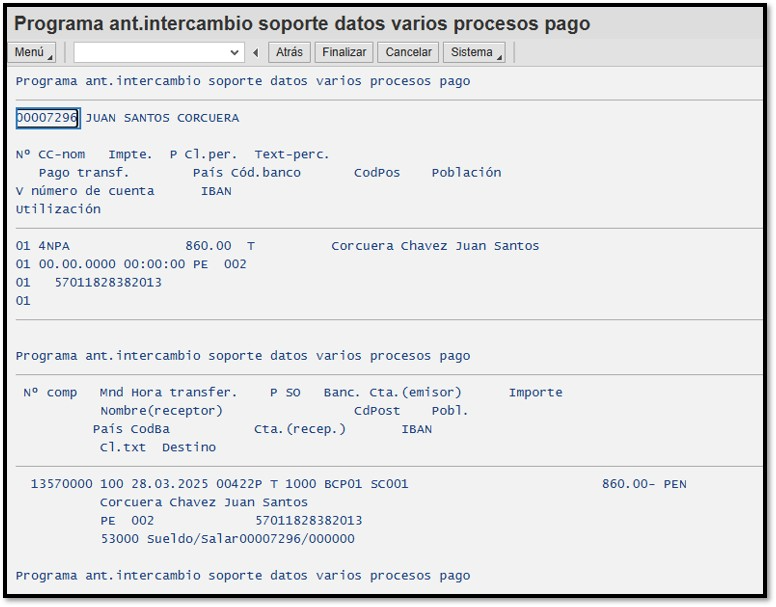 Programa ant.intercambio soporte datos varios procesos pago
Menú Atrás Finalizar Cancelar Sistema
Programa ant.intercambio soporte datos varios procesos pago
00007296 JUAN SANTOS CORCUERA
Nº CC-nom Impte. P Cl.per. Text-perc.
Pago transf. País Cód.banco CodPos Población
V número de cuenta IBAN
Utilización
01 4NPA 860.00 T Corcuera Chavez Juan Santos
01 00.00.0000 00:00:00 PE 002
01 57011828382013
01
Programa ant.intercambio soporte datos varios procesos pago
Nº comp Mnd Hora transfer. P SO Banc. Cta.(emisor) Importe
Nombre(receptor) CdPost Pobl.
País CodBa Cta.(recep.) IBAN
Cl.txt Destino
13570000 100 28.03.2025 00422P T 1000 BCP01 SC001 860.00- PEN
Corcuera Chavez Juan Santos
PE 002 57011828382013
53000 Sueldo/Salar00007296/000000
Programa ant.intercambio soporte datos varios procesos pago